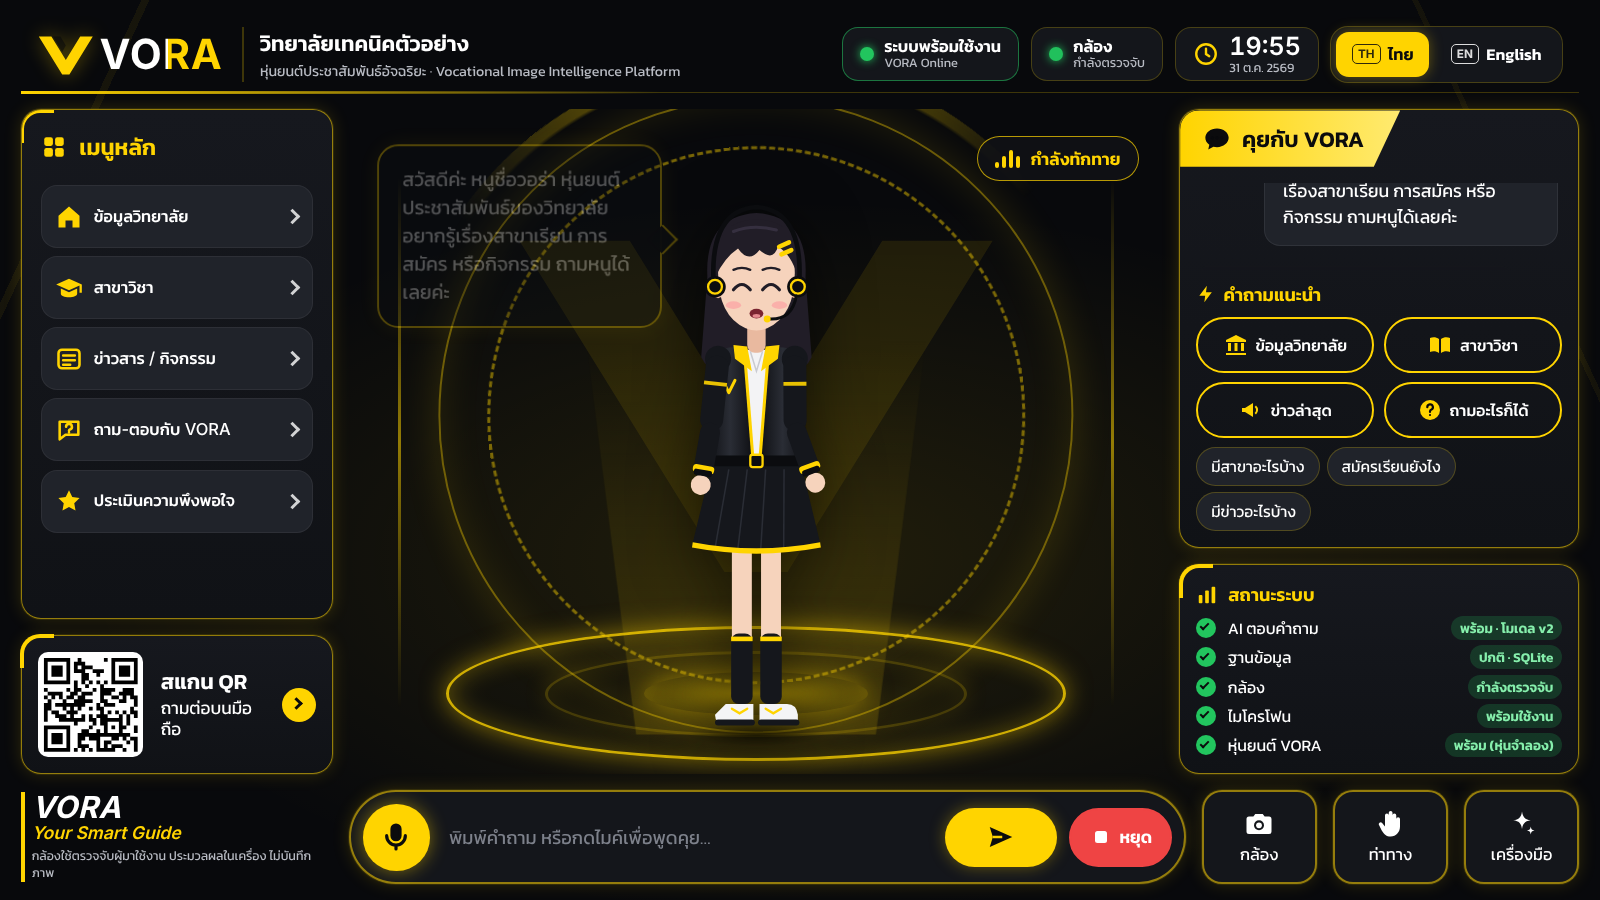 VORA
วิทยาลัยเทคนิคตัวอย่าง
หุ่นยนต์ประชาสัมพันธ์อัจฉริยะ · Vocational Image Intelligence Platform
ระบบพร้อมใช้งาน
VORA Online
กล้อง
กำลังตรวจจับ
19:55
31 ต.ค. 2569
TH ไทย
EN English
เมนูหลัก
ข้อมูลวิทยาลัย
สาขาวิชา
ข่าวสาร / กิจกรรม
ถาม-ตอบกับ VORA
ประเมินความพึงพอใจ
สแกน QR
ถามต่อบนมือ
ถือ
VORA
Your Smart Guide
กล้องใช้ตรวจจับผู้มาใช้งาน ประมวลผลในเครื่อง ไม่บันทึก
ภาพ
สวัสดีค่ะ หนูชื่อวอร่า หุ่นยนต์
ประชาสัมพันธ์ของวิทยาลัย
อยากรู้เรื่องสาขาเรียน การ
สมัคร หรือกิจกรรม ถามหนูได้
เลยค่ะ
กำลังทักทาย
พิมพ์คำถาม หรือกดไมค์เพื่อพูดคุย...
หยุด
คุยกับ VORA
เรื่องสาขาเรียน การสมัคร หรือ
กิจกรรม ถามหนูได้เลยค่ะ
คำถามแนะนำ
ข้อมูลวิทยาลัย
สาขาวิชา
ข่าวล่าสุด
ถามอะไรก็ได้
มีสาขาอะไรบ้าง
สมัครเรียนยังไง
มีข่าวอะไรบ้าง
สถานะระบบ
AI ตอบคำถาม
พร้อม · โมเดล v2
ฐานข้อมูล
ปกติ · SQLite
กล้อง
กำลังตรวจจับ
ไมโครโฟน
พร้อมใช้งาน
หุ่นยนต์ VORA
พร้อม (หุ่นจำลอง)
กล้อง
ท่าทาง
เครื่องมือ